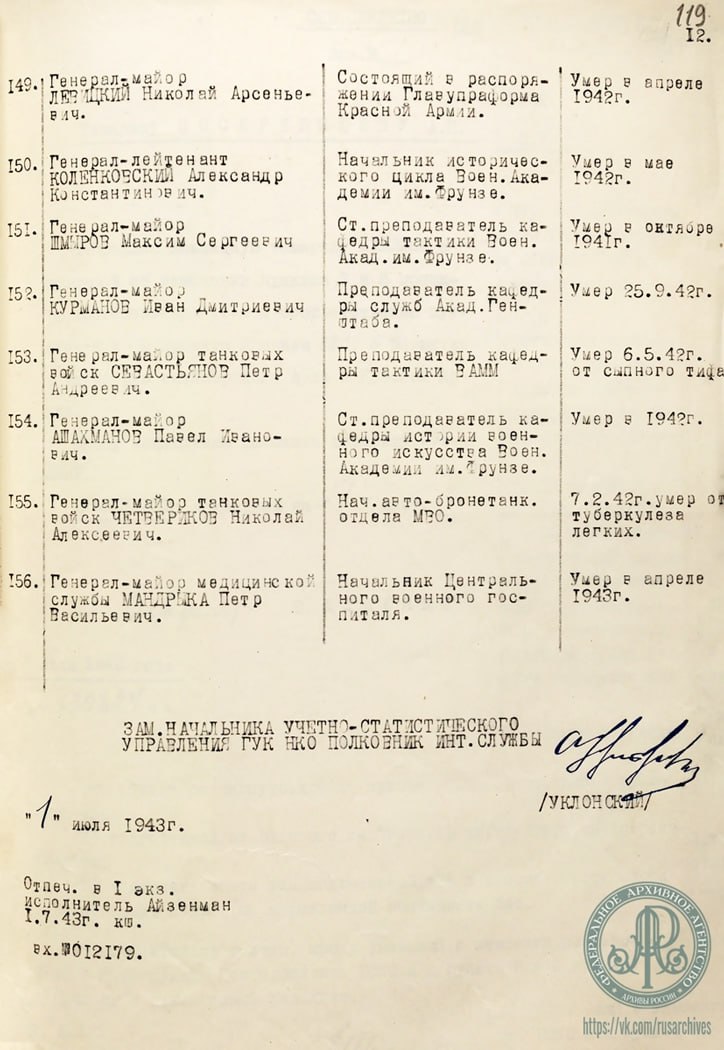 119
12.
149. Генерал-майор
ЛЕВИЦКИЙ Николай Арсенье-
вич.
Состоящий в распоря-
жении Главупраформа
Красной Армии.
Умер в апреле
1942г.
150. Генерал-лейтенант
КОЛЕНКОВСКИЙ Александр
Константинович.
Начальник историчес-
кого цикла Воен.Ака-
демии им.Фрунзе.
Умер в мае
1942г.
151. Генерал-майор
ШМЫРОВ Максим Сергеевич
Ст.преподаватель ка-
федры тактики Воен.
Акад.им.Фрунзе.
Умер в октябре
1941г.
152. Генерал-майор
КУРМАНОВ Иван Дмитриевич
Преподаватель кафед-
ры служб Акад.Ген-
штаба.
Умер 25.9.42г.
153. Генерал-майор танковых
войск СЕВАСТЬЯНОВ Петр
Андреевич.
Преподаватель кафед-
ры тактики ВАММ
Умер 6.5.42г.
от сыпного тифа
154. Генерал-майор
АШАХМАНОВ Павел Ивано-
вич.
Ст.преподаватель ка-
федры истории воен-
ного искусства Воен.
Академии им.Фрунзе.
Умер в 1942г.
155. Генерал-майор танковых
войск ЧЕТВЕРИКОВ Николай
Алексеевич.
Нач.авто-бронетанк.
отдела МВО.
7.2.42г.умер от
туберкулеза
легких.
156. Генерал-майор медицинской
службы МАНДРЫКА Петр
Васильевич.
Начальник Централь-
ного военного гос-
питаля.
Умер в апреле
1943г.
ЗАМ.НАЧАЛЬНИКА УЧЕТНО-СТАТИСТИЧЕСКОГО
УПРАВЛЕНИЯ ГУК НКО ПОЛКОВНИК ИНТ.СЛУЖБЫ
/УКЛОНСКИЙ/
"1" июля 1943г.
Отпеч. в 1 экз.
исполнитель Айзенман
1.7.43г. кш.
вх.№012179.
ФЕДЕРАЛЬНОЕ АРХИВНОЕ АГЕНТСТВО
АРХИВЫ РОССИИ
https://vk.com/rusarchives